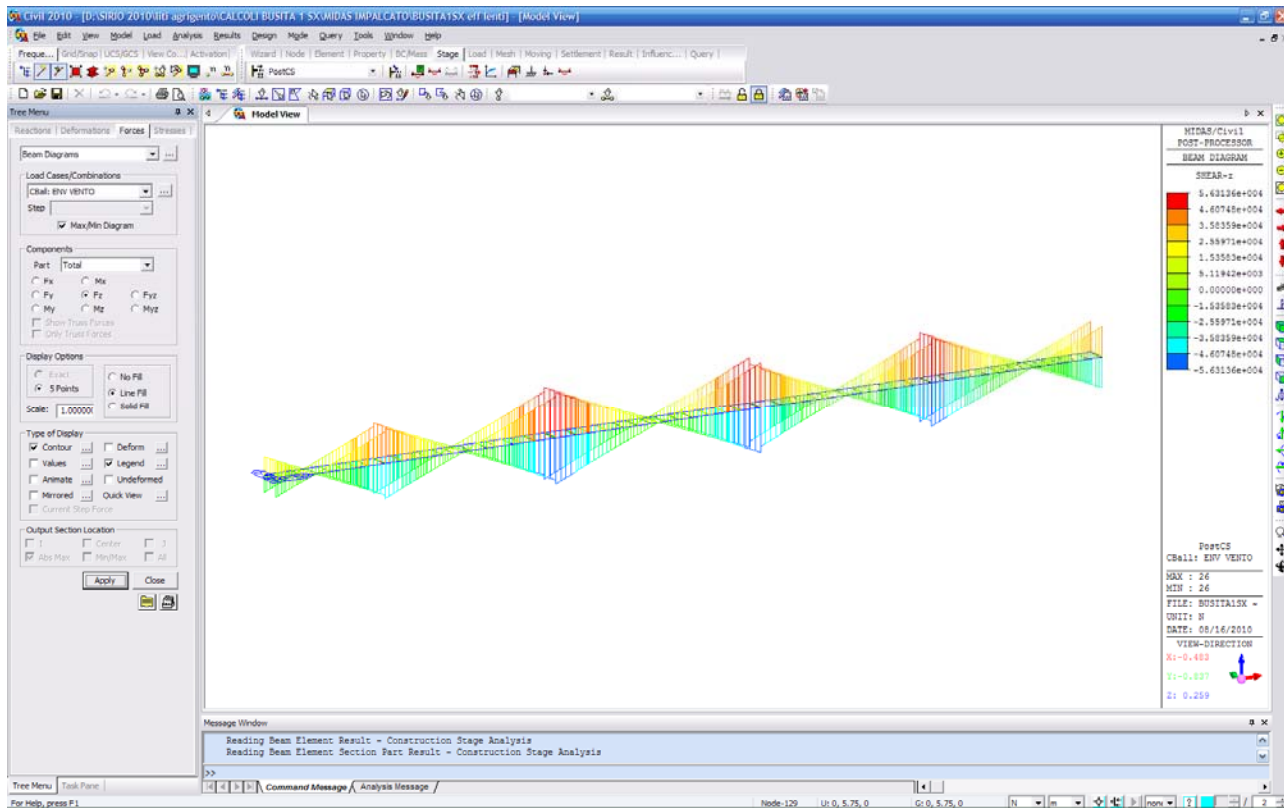 Civil 2010 - [D:\SIRIO 2010\liti agrigento\CALCOLI BUSITA 1 SX\MIDAS IMPALCATO\BUSITA1SX eff lenti] - [Model View]
File Edit View Model Load Analysis Results Design Mode Query Tools Window Help
Freque... Grid/Snap UCS/GCS View Co... Activation Wizard Node Element Property BC/Mass Stage Load Mesh Moving Settlement Result Influenc... Query
PostCS
Tree Menu
Model View
Reactions Deformations Forces Stresses
Beam Diagrams
Load Cases/Combinations
CBall: ENV VENTO
Step
Max/Min Diagram
Components
Part Total
Fx Mx
Fy Fz Fyz
My Mz Myz
Show Truss Forces
Only Truss Forces
Display Options
Exact No Fill
5 Points Line Fill
Scale: 1.00000 Solid Fill
Type of Display
Contour ... Deform ...
Values ... Legend ...
Animate ... Undeformed
Mirrored ... Quick View ...
Current Step Force
Output Section Location
I Center J
Abs Max Min/Max All
Apply Close
MIDAS/Civil
POST-PROCESSOR
BEAM DIAGRAM
SHEAR-z
5.63136e+004
4.60748e+004
3.58359e+004
2.55971e+004
1.53583e+004
5.11942e+003
0.00000e+000
-1.53583e+004
-2.55971e+004
-3.58359e+004
-4.60748e+004
-5.63136e+004
PostCS
CBall: ENV VENTO
MAX : 26
MIN : 26
FILE: BUSITA1SX ~
UNIT: N
DATE: 08/16/2010
VIEW-DIRECTION
X:-0.483
Y:-0.837
Z: 0.259
Message Window
Reading Beam Element Result - Construction Stage Analysis
Reading Beam Element Section Part Result - Construction Stage Analysis
>>
Tree Menu Task Pane Command Message Analysis Message
For Help, press F1 Node-129 U: 0, 5.75, 0 G: 0, 5.75, 0 N m none ? 2